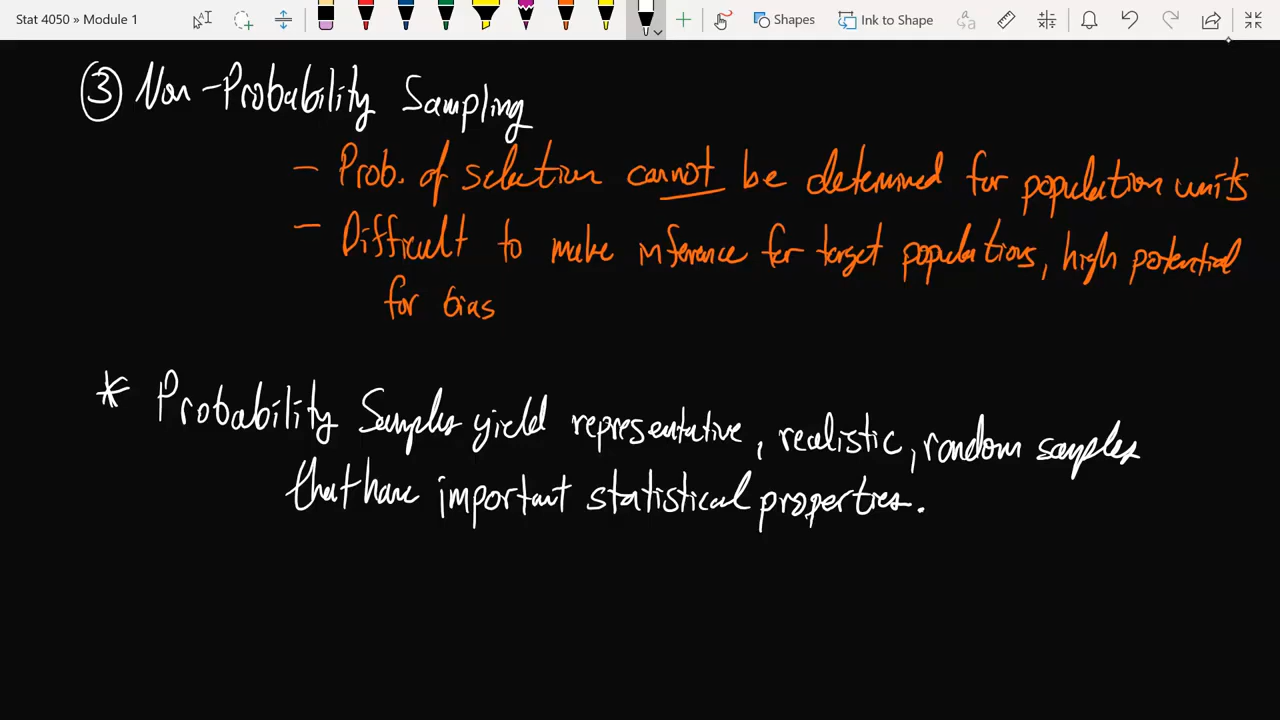 Stat 4050 » Module 1
Shapes
Ink to Shape
③ Non-Probability Sampling
- Prob. of selection cannot be determined for population units
- Difficult to make inference for target populations, high potential
for bias
* Probability Samples yield representative, realistic, random samples
that have important statistical properties.